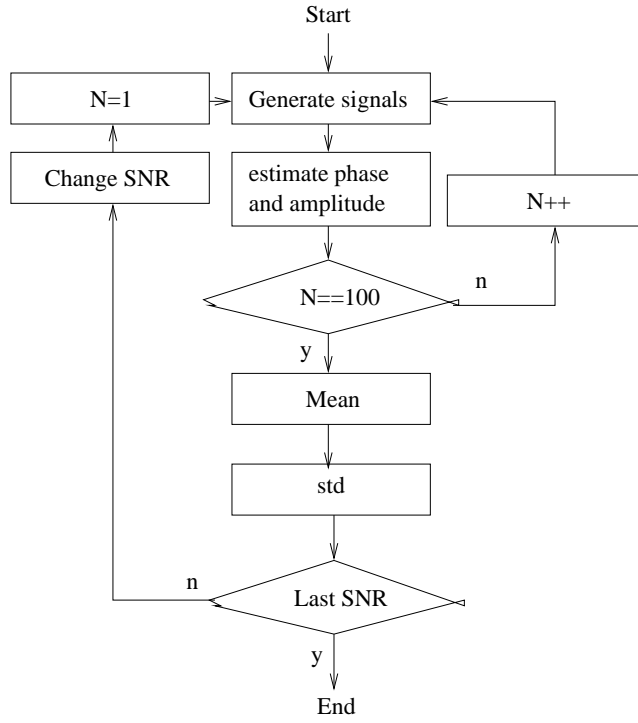 Start
N=1
Generate signals
Change SNR
estimate phase
and amplitude
N++
N==100
n
y
Mean
std
n
Last SNR
y
End